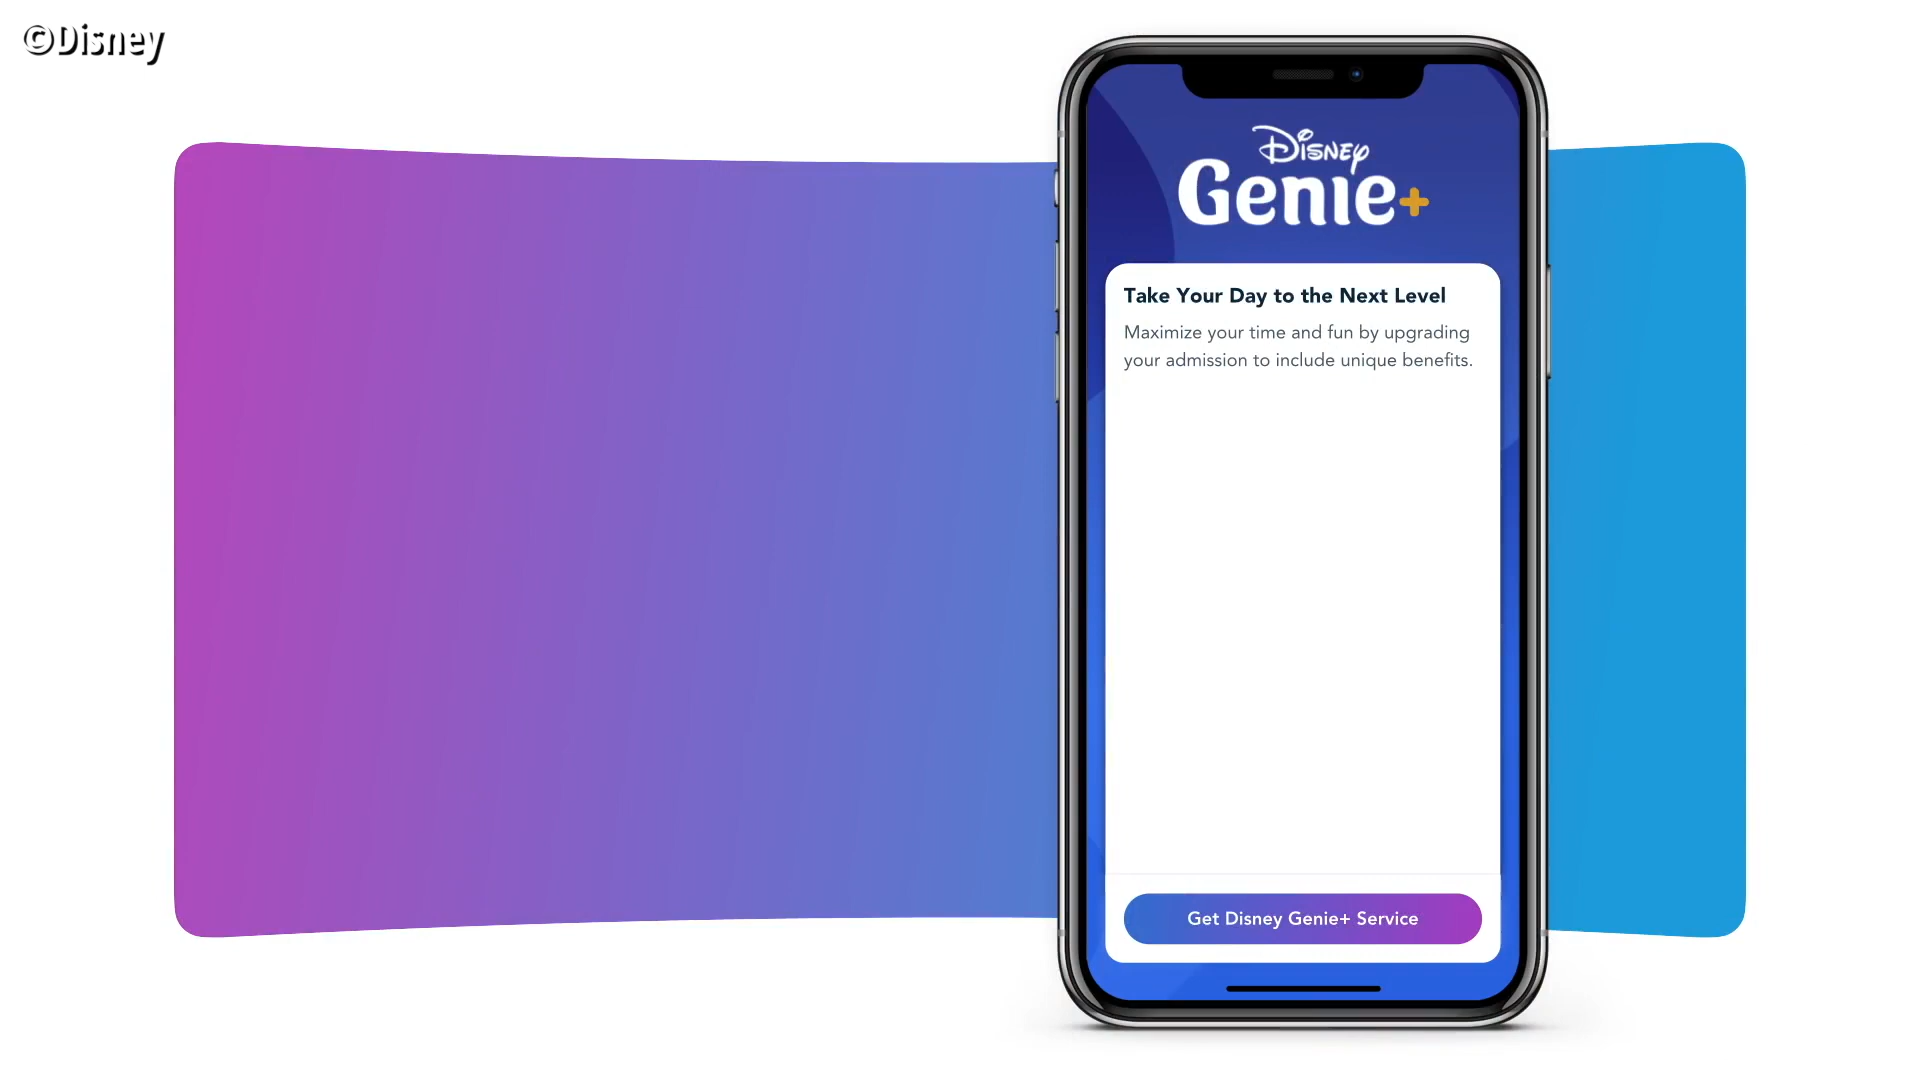 ©Disney
Disney
Genie+
Take Your Day to the Next Level
Maximize your time and fun by upgrading
your admission to include unique benefits.
Get Disney Genie+ Service